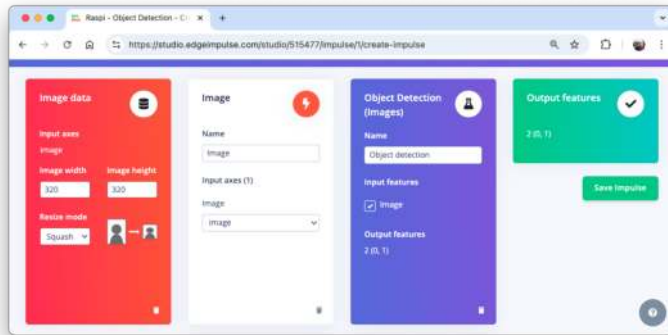 Raspi - Object Detection - C
https://studio.edgeimpulse.com/studio/515477/impulse/1/create-impulse
Image data
Input axes
image
Image width
Image height
320
320
Resize mode
Squash
Image
Name
Image
Input axes (1)
Image
image
Object Detection
(Images)
Name
Object detection
Input features
Image
Output features
2 (0, 1)
Output features
2 (0, 1)
Save Impulse